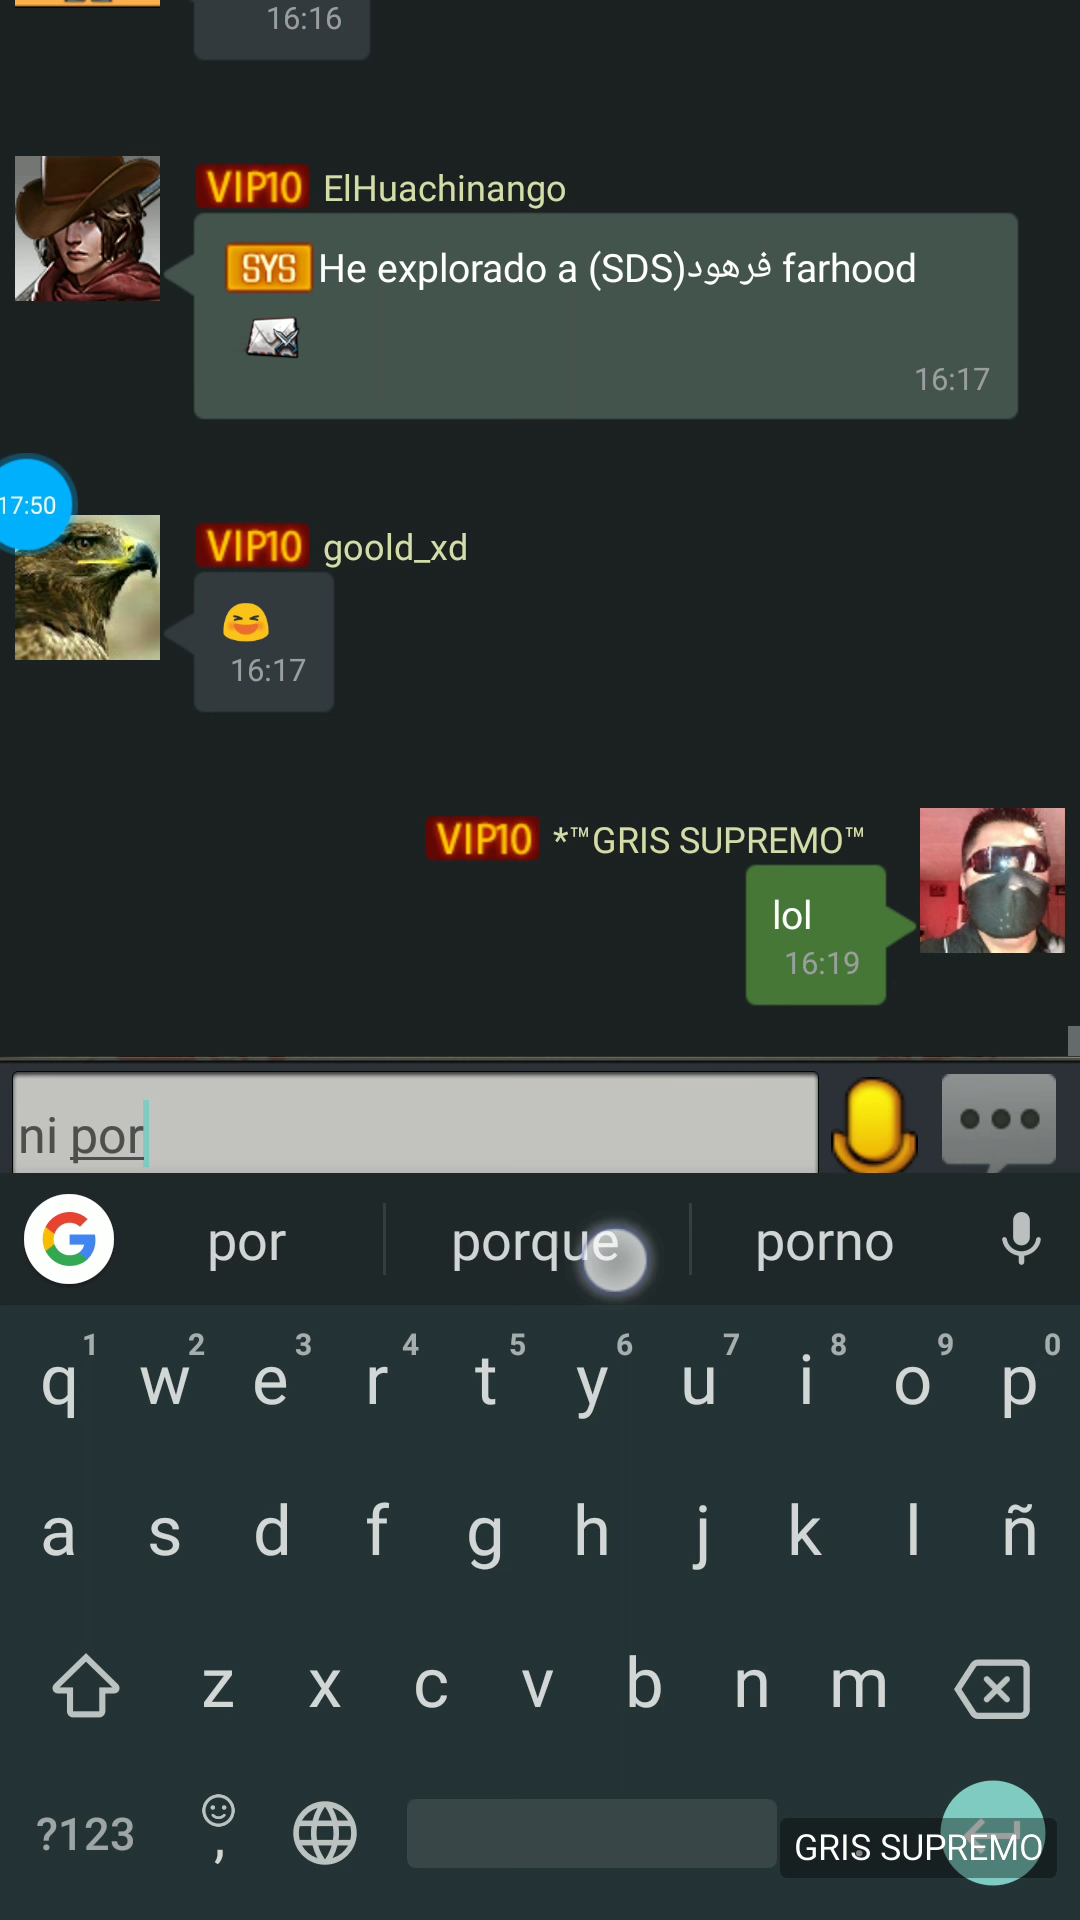 16:16
VIP10 ElHuachinango
SYS He explorado a (SDS)فرهود farhood
16:17
17:50
VIP10 goold_xd
16:17
VIP10 *™GRIS SUPREMO™
lol
16:19
ni por
G por porque porno
1 2 3 4 5 6 7 8 9 0
q w e r t y u i o p
a s d f g h j k l ñ
z x c v b n m
?123 , .
GRIS SUPREMO